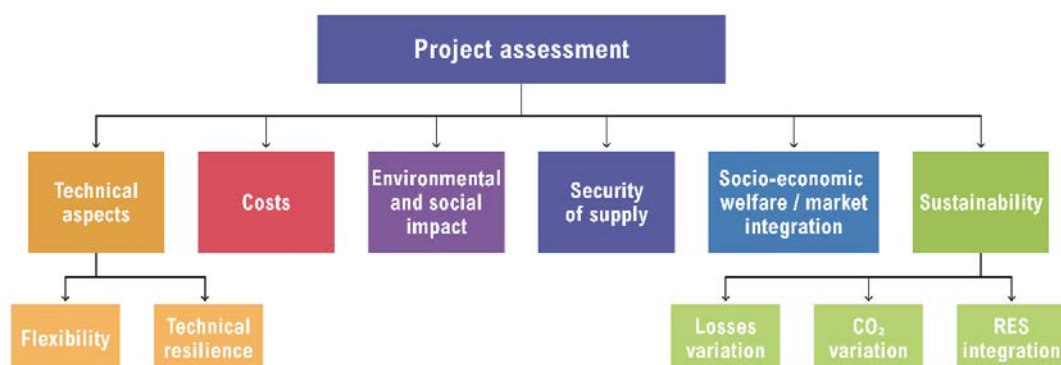 Project assessment
Technical
aspects
Costs
Environmental
and social
impact
Security
of supply
Socio-economic
welfare / market
integration
Sustainability
Flexibility
Technical
resilience
Losses
variation
CO₂
variation
RES
integration